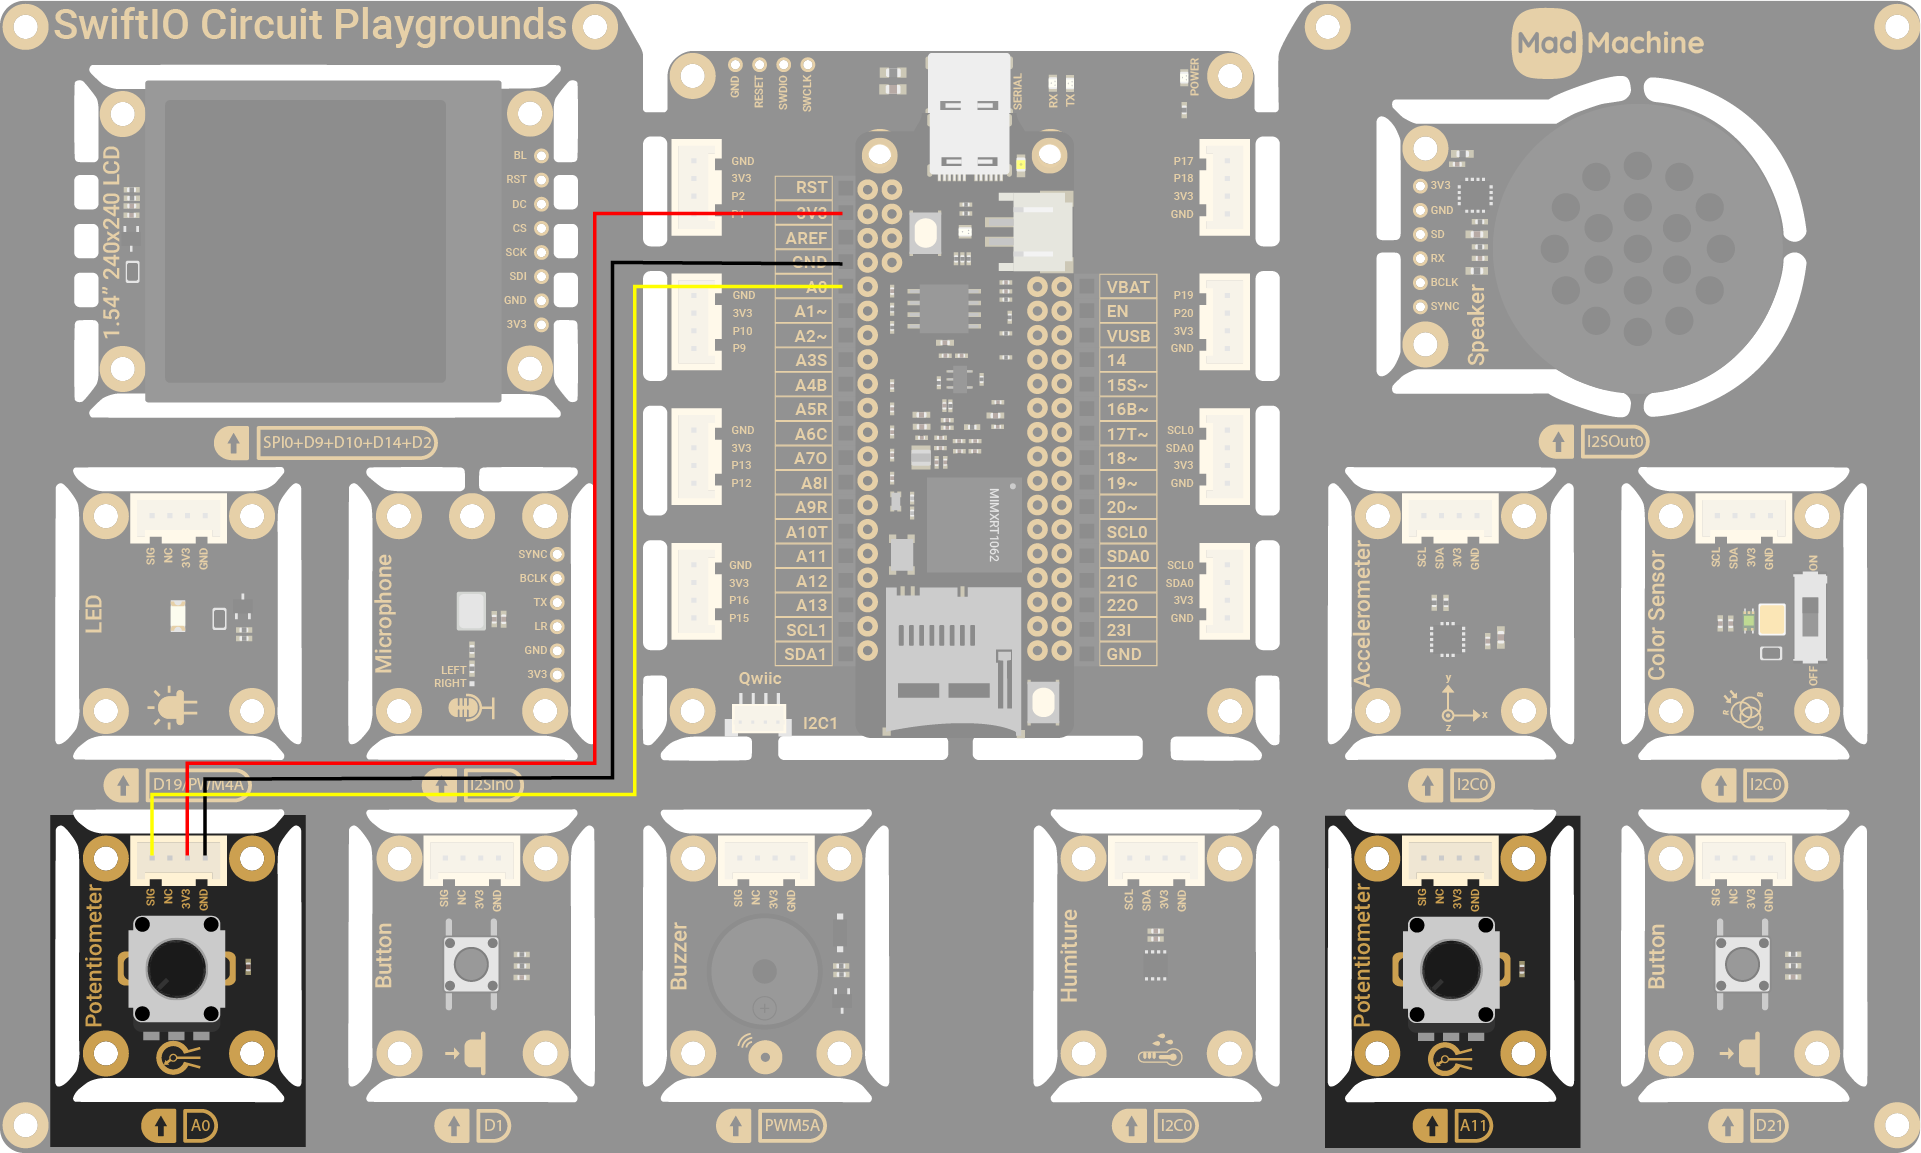 SwiftIO Circuit Playgrounds
Mad Machine
GND
RESET
SWDIO
SWCLK
SERIAL
RX
TX
POWER
1.54” 240x240 LCD
BL
RST
DC
CS
SCK
SDI
GND
3V3
SPI0+D9+D10+D14+D2
GND
3V3
P2
P1
GND
3V3
P10
P9
GND
3V3
P13
P12
GND
3V3
P16
P15
RST
3V3
AREF
GND
A0
A1~
A2~
A3S
A4B
A5R
A6C
A7O
A8I
A9R
A10T
A11
A12
A13
SCL1
SDA1
Qwiic
I2C1
MIMXRT1062
VBAT
EN
VUSB
14
15S~
16B~
17T~
18~
19~
20~
SCL0
SDA0
21C
22O
23I
GND
P17
P18
3V3
GND
P19
P20
3V3
GND
SCL0
SDA0
3V3
GND
SCL0
SDA0
3V3
GND
3V3
GND
SD
RX
BCLK
SYNC
Speaker
I2SOut0
LED
SIG
NC
3V3
GND
D19/PWM4A
Microphone
SYNC
BCLK
TX
LR
GND
3V3
LEFT
RIGHT
I2SIn0
Accelerometer
SCL
SDA
3V3
GND
y
x
z
I2C0
Color Sensor
SCL
SDA
3V3
GND
ON
OFF
R
B
G
I2C0
Potentiometer
SIG
NC
3V3
GND
A0
Button
SIG
NC
3V3
GND
D1
Buzzer
SIG
NC
3V3
GND
PWM5A
Humiture
SCL
SDA
3V3
GND
I2C0
Potentiometer
SIG
NC
3V3
GND
A11
Button
SIG
NC
3V3
GND
D21